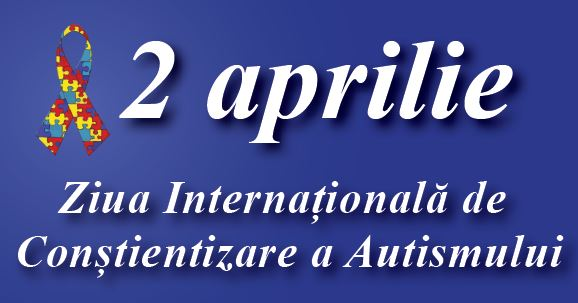 2 aprilie
Ziua Internațională de
Conștientizare a Autismului